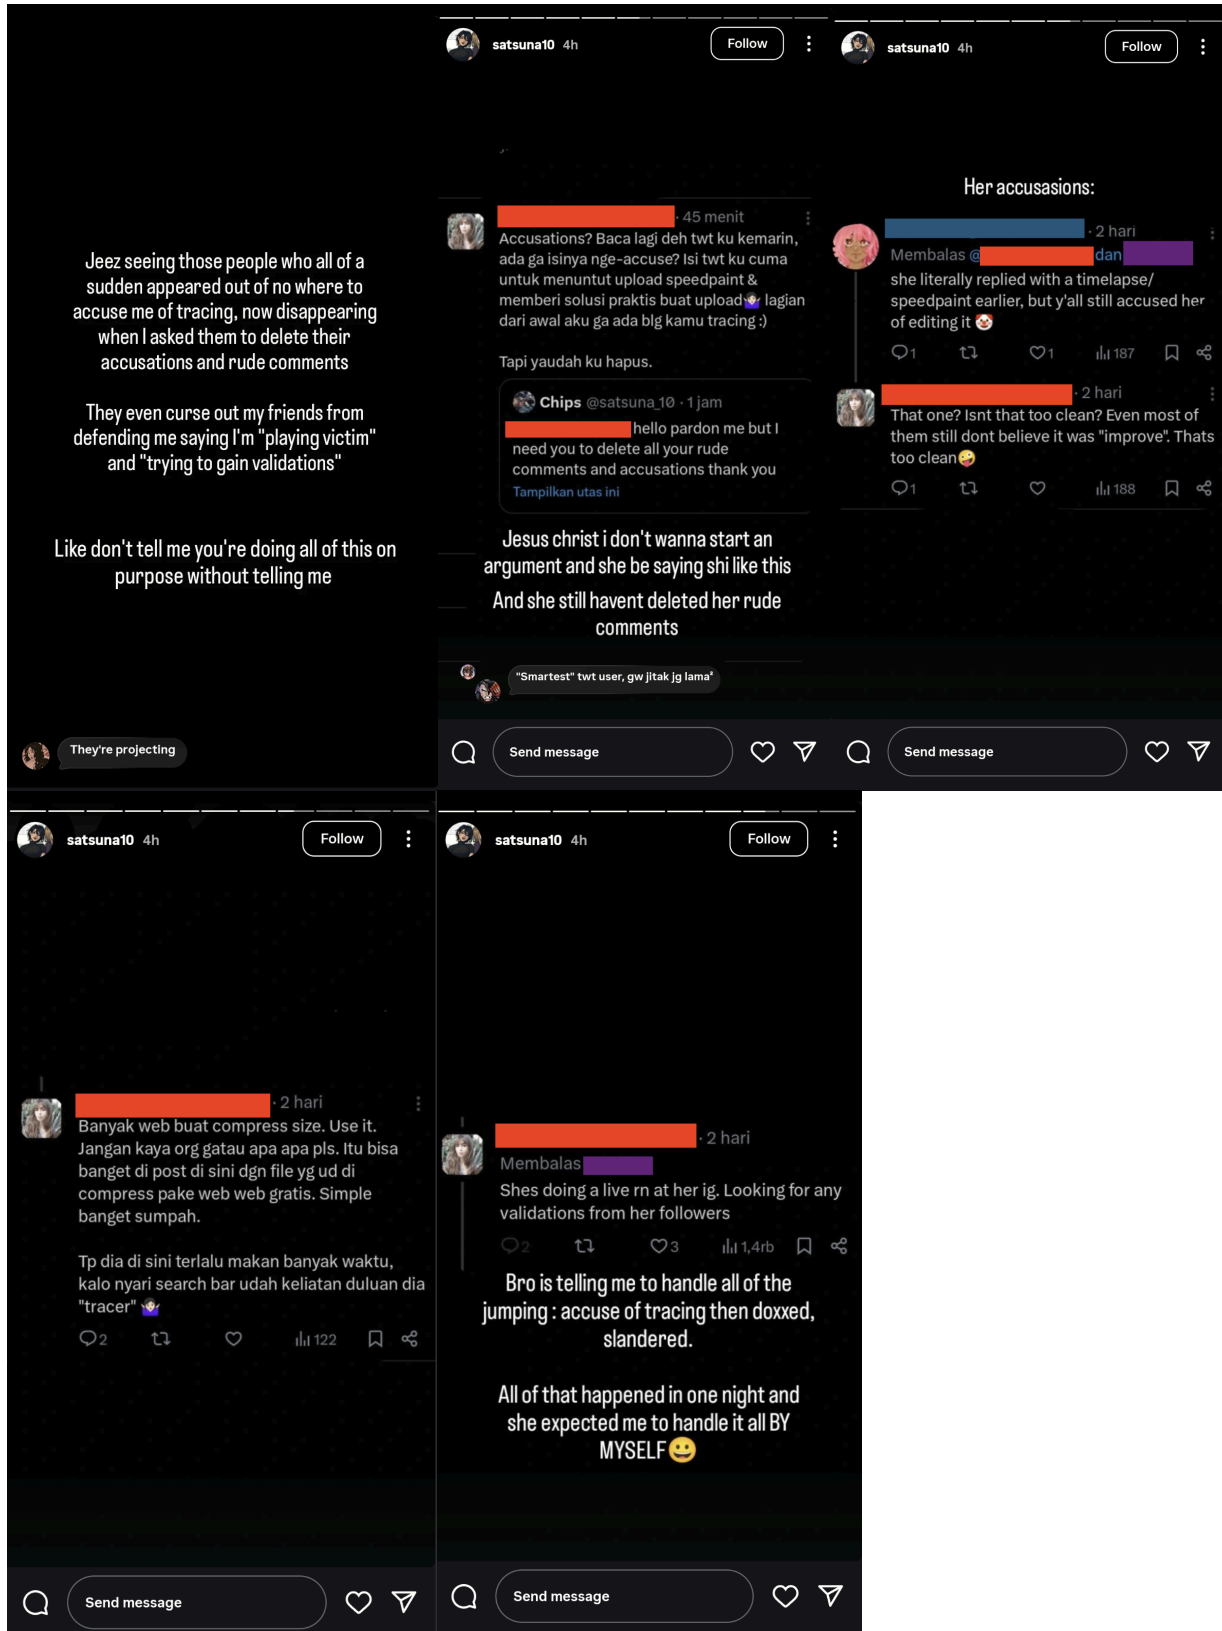 Jeez seeing those people who all of a
sudden appeared out of no where to
accuse me of tracing, now disappearing
when I asked them to delete their
accusations and rude comments
They even curse out my friends from
defending me saying I'm "playing victim"
and "trying to gain validations"
Like don't tell me you're doing all of this on
purpose without telling me
They're projecting
satsuna10 4h
Follow
· 45 menit
Accusations? Baca lagi deh twt ku kemarin,
ada ga isinya nge-accuse? Isi twt ku cuma
untuk menuntut upload speedpaint &
memberi solusi praktis buat upload🤷🏻‍♀️ lagian
dari awal aku ga ada blg kamu tracing :)
Tapi yaudah ku hapus.
Chips @satsuna_10 · 1 jam
hello pardon me but I
need you to delete all your rude
comments and accusations thank you
Tampilkan utas ini
Jesus christ i don't wanna start an
argument and she be saying shi like this
And she still havent deleted her rude
comments
"Smartest" twt user, gw jitak jg lama²
Send message
satsuna10 4h
Follow
Her accusasions:
· 2 hari
Membalas @ dan
she literally replied with a timelapse/
speedpaint earlier, but y'all still accused her
of editing it 🤡
1 1 187
· 2 hari
That one? Isnt that too clean? Even most of
them still dont believe it was "improve". Thats
too clean🤪
1 188
Send message
satsuna10 4h
Follow
· 2 hari
Banyak web buat compress size. Use it.
Jangan kaya org gatau apa apa pls. Itu bisa
banget di post di sini dgn file yg ud di
compress pake web web gratis. Simple
banget sumpah.
Tp dia di sini terlalu makan banyak waktu,
kalo nyari search bar udah keliatan duluan dia
"tracer" 🤷🏻‍♀️
2 122
Send message
satsuna10 4h
Follow
· 2 hari
Membalas
Shes doing a live rn at her ig. Looking for any
validations from her followers
2 3 1,4rb
Bro is telling me to handle all of the
jumping : accuse of tracing then doxxed,
slandered.
All of that happened in one night and
she expected me to handle it all BY
MYSELF😀
Send message